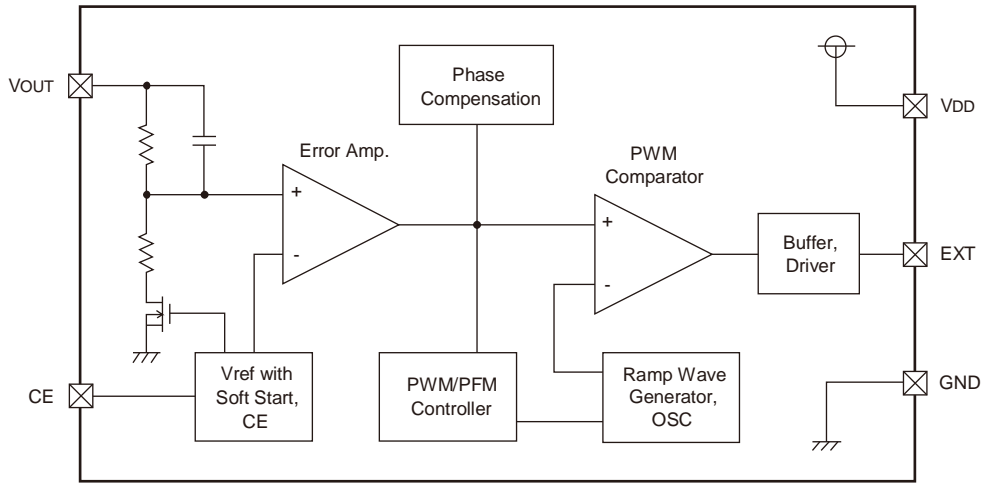 Phase
Compensation
VOUT
VDD
Error Amp.
PWM
Comparator
+
-
+
-
Buffer,
Driver
EXT
Vref with
Soft Start,
CE
PWM/PFM
Controller
Ramp Wave
Generator,
OSC
CE
GND